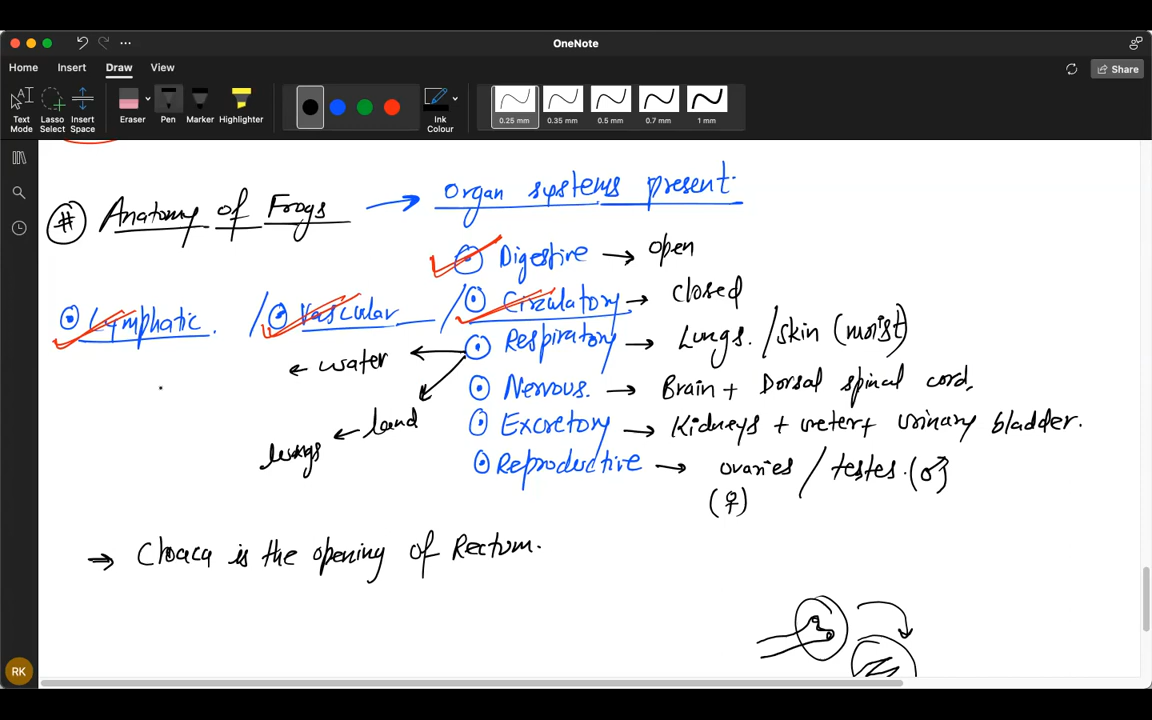 OneNote
Home Insert Draw View
Share
Text Mode
Lasso Select
Insert Space
Eraser
Pen
Marker
Highlighter
Ink Colour
0.25 mm
0.35 mm
0.5 mm
0.7 mm
1 mm
# Anatomy of Frogs → Organ systems present.
Digestive → open
Lymphatic. / Vascular / Circulatory → closed
Respiratory → Lungs. / skin (moist)
← water ←
Nervous. → Brain + Dorsal spinal cord.
lungs ← land
Excretory → Kidneys + ureter + urinary bladder.
Reproductive → ovaries / testes. (♂)
(♀)
⇒ Cloaca is the opening of Rectum.
RK